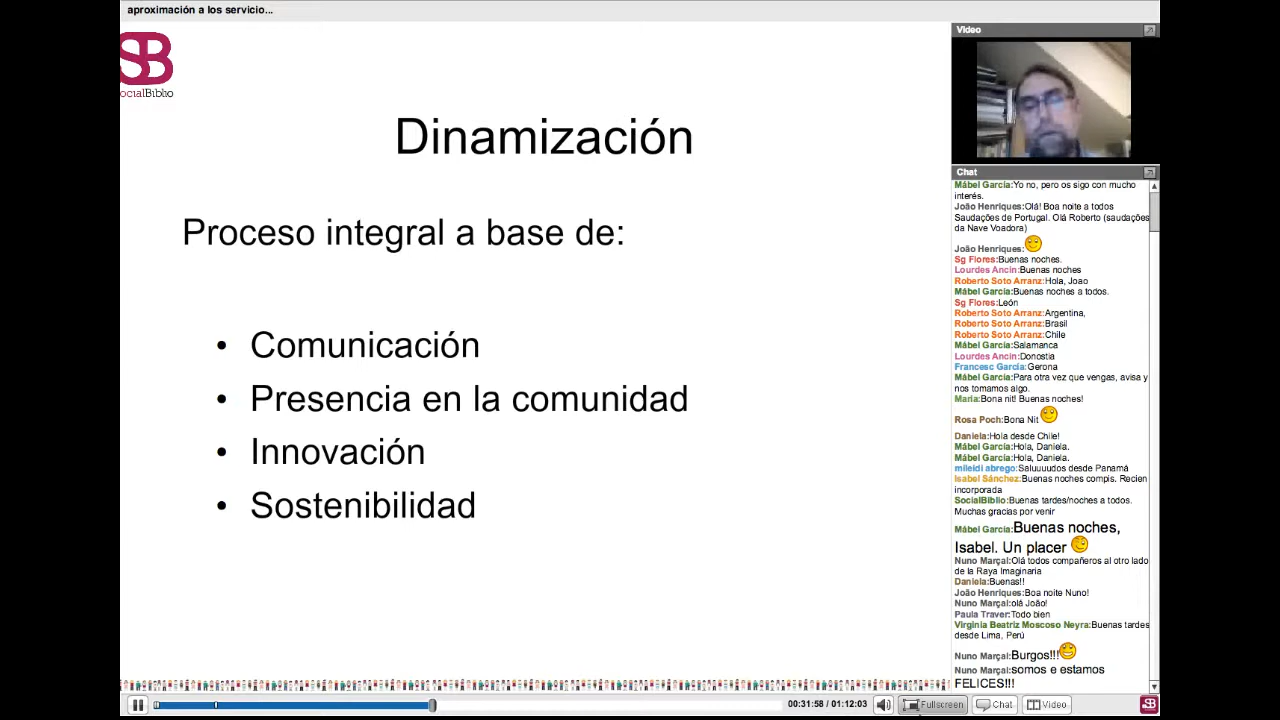 aproximación a los servicio...
SB
ocialBiblio
Dinamización
Proceso integral a base de:
• Comunicación
• Presencia en la comunidad
• Innovación
• Sostenibilidad
Video
Chat
Mábel García:Yo no, pero os sigo con mucho
interés.
João Henriques:Olá! Boa noite a todos
Saudações de Portugal. Olá Roberto (saudações
da Nave Voadora)
João Henriques:
Sg Flores:Buenas noches.
Lourdes Ancin:Buenas noches
Roberto Soto Arranz:Hola, Joao
Mábel García:Buenas noches a todos.
Sg Flores:León
Roberto Soto Arranz:Argentina,
Roberto Soto Arranz:Brasil
Roberto Soto Arranz:Chile
Mábel García:Salamanca
Lourdes Ancin:Donostia
Francesc García:Gerona
Mábel García:Para otra vez que vengas, avisa y
nos tomamos algo.
Maria:Bona nit! Buenas noches!
Rosa Poch:Bona Nit
Daniela:Hola desde Chile!
Mábel García:Hola, Daniela.
Mábel García:Hola, Daniela.
mileidi abrego:Saluuuudos desde Panamá
Isabel Sánchez:Buenas noches compis. Recien
incorporada
SocialBiblio:Buenas tardes/noches a todos.
Muchas gracias por venir
Mábel García:Buenas noches,
Isabel. Un placer
Nuno Marçal:Olá todos compañeros al otro lado
de la Raya Imaginaria
Daniela:Buenas!!
João Henriques:Boa noite Nuno!
Nuno Marçal:olá João!
Paula Traver:Todo bien
Virginia Beatriz Moscoso Neyra:Buenas tardes
desde Lima, Perú
Nuno Marçal:Burgos!!!
Nuno Marçal:somos e estamos
FELICES!!!
00:31:58 / 01:12:03
Fullscreen
Chat
Video
SB